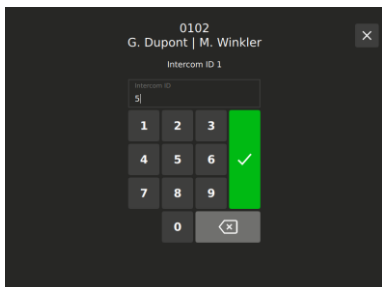 0102
G. Dupont | M. Winkler
Intercom ID 1
Intercom ID
5
1 2 3
4 5 6
7 8 9
0